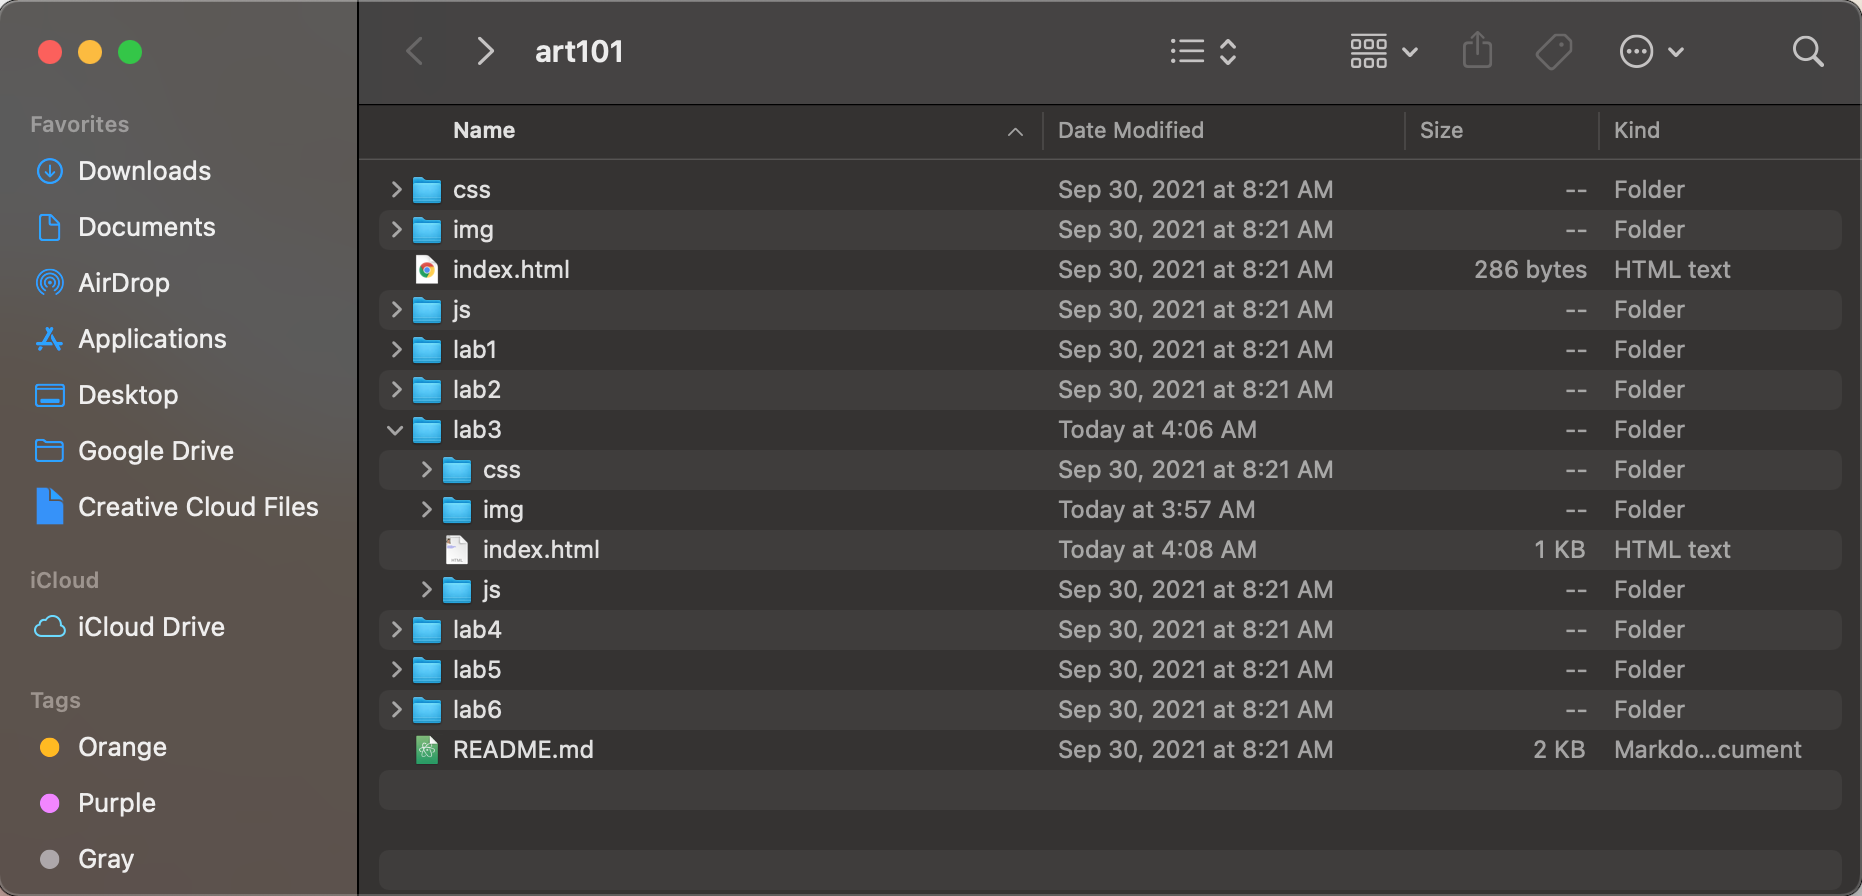 art101
Favorites
Downloads
Documents
AirDrop
Applications
Desktop
Google Drive
Creative Cloud Files
iCloud
iCloud Drive
Tags
Orange
Purple
Gray
Name Date Modified Size Kind
css Sep 30, 2021 at 8:21 AM -- Folder
img Sep 30, 2021 at 8:21 AM -- Folder
index.html Sep 30, 2021 at 8:21 AM 286 bytes HTML text
js Sep 30, 2021 at 8:21 AM -- Folder
lab1 Sep 30, 2021 at 8:21 AM -- Folder
lab2 Sep 30, 2021 at 8:21 AM -- Folder
lab3 Today at 4:06 AM -- Folder
css Sep 30, 2021 at 8:21 AM -- Folder
img Today at 3:57 AM -- Folder
index.html Today at 4:08 AM 1 KB HTML text
js Sep 30, 2021 at 8:21 AM -- Folder
lab4 Sep 30, 2021 at 8:21 AM -- Folder
lab5 Sep 30, 2021 at 8:21 AM -- Folder
lab6 Sep 30, 2021 at 8:21 AM -- Folder
README.md Sep 30, 2021 at 8:21 AM 2 KB Markdo...cument